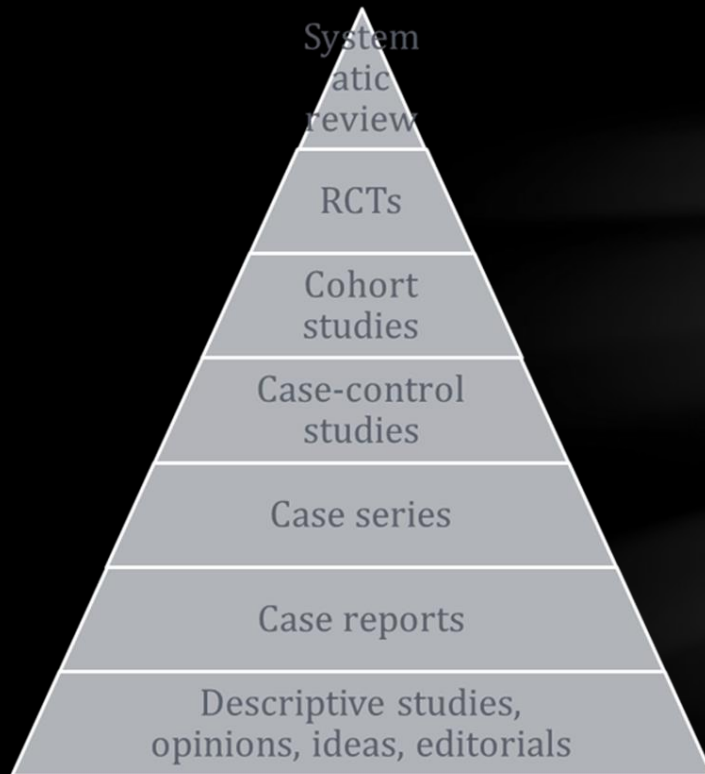 System
atic
review
RCTs
Cohort
studies
Case-control
studies
Case series
Case reports
Descriptive studies,
opinions, ideas, editorials